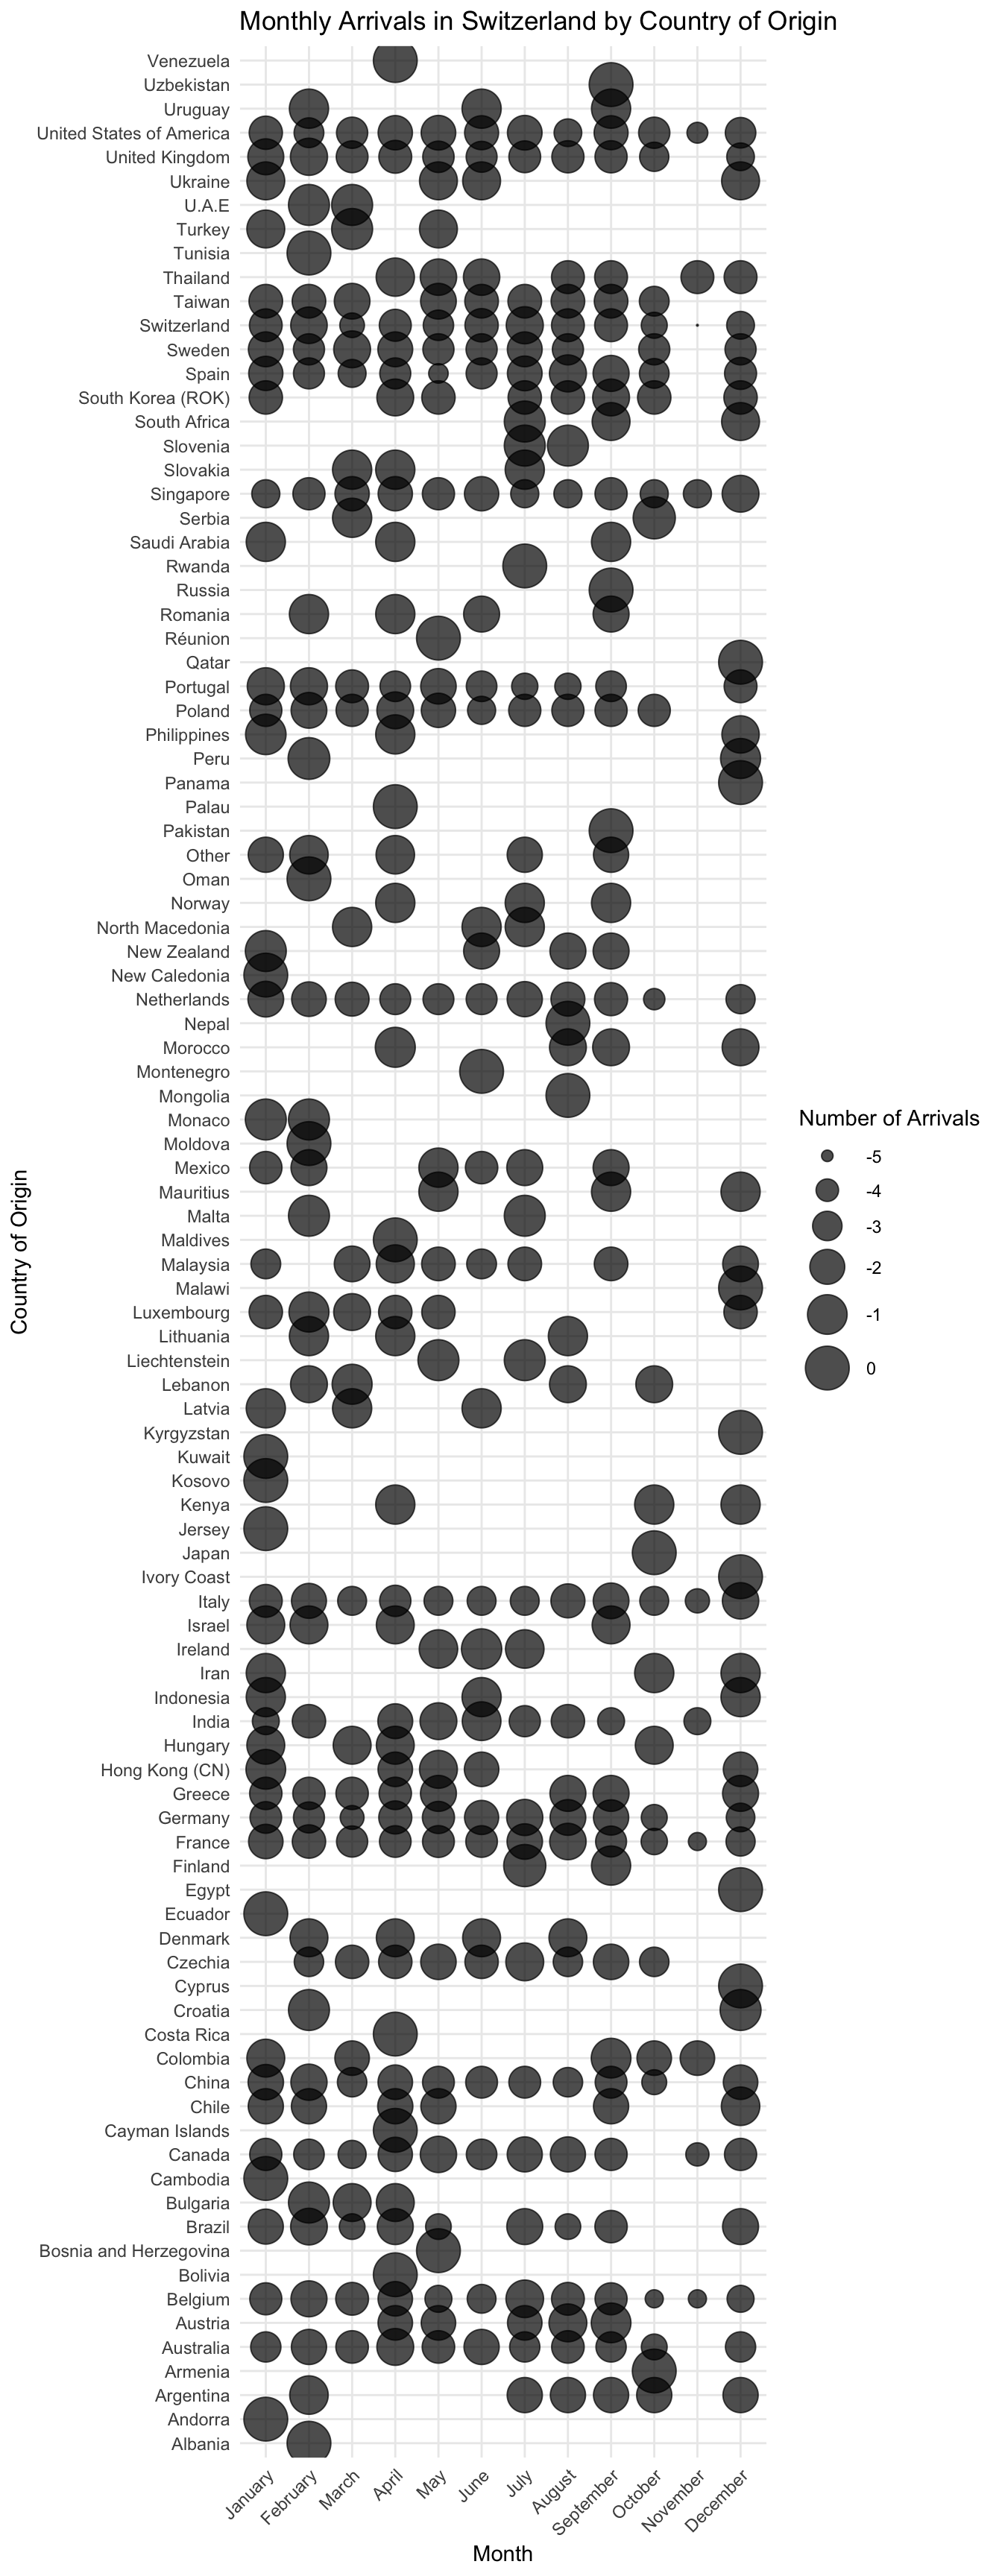 Monthly Arrivals in Switzerland by Country of Origin
Venezuela
Uzbekistan
Uruguay
United States of America
United Kingdom
Ukraine
U.A.E
Turkey
Tunisia
Thailand
Taiwan
Switzerland
Sweden
Spain
South Korea (ROK)
South Africa
Slovenia
Slovakia
Singapore
Serbia
Saudi Arabia
Rwanda
Russia
Romania
Réunion
Qatar
Portugal
Poland
Philippines
Peru
Panama
Palau
Pakistan
Other
Oman
Norway
North Macedonia
New Zealand
New Caledonia
Netherlands
Nepal
Morocco
Montenegro
Mongolia
Monaco
Moldova
Mexico
Mauritius
Malta
Maldives
Malaysia
Malawi
Luxembourg
Lithuania
Liechtenstein
Lebanon
Latvia
Kyrgyzstan
Kuwait
Kosovo
Kenya
Jersey
Japan
Ivory Coast
Italy
Israel
Ireland
Iran
Indonesia
India
Hungary
Hong Kong (CN)
Greece
Germany
France
Finland
Egypt
Ecuador
Denmark
Czechia
Cyprus
Croatia
Costa Rica
Colombia
China
Chile
Cayman Islands
Canada
Cambodia
Bulgaria
Brazil
Bosnia and Herzegovina
Bolivia
Belgium
Austria
Australia
Armenia
Argentina
Andorra
Albania
Country of Origin
January
February
March
April
May
June
July
August
September
October
November
December
Month
Number of Arrivals
-5
-4
-3
-2
-1
0